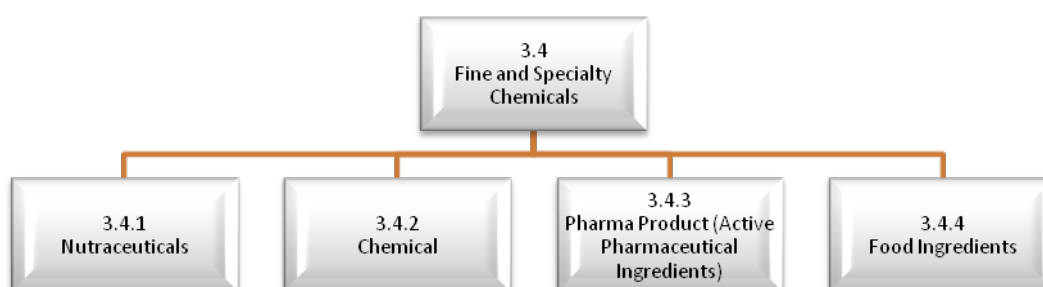 3.4
Fine and Specialty
Chemicals
3.4.1
Nutraceuticals
3.4.2
Chemical
3.4.3
Pharma Product (Active
Pharmaceutical
Ingredients)
3.4.4
Food Ingredients